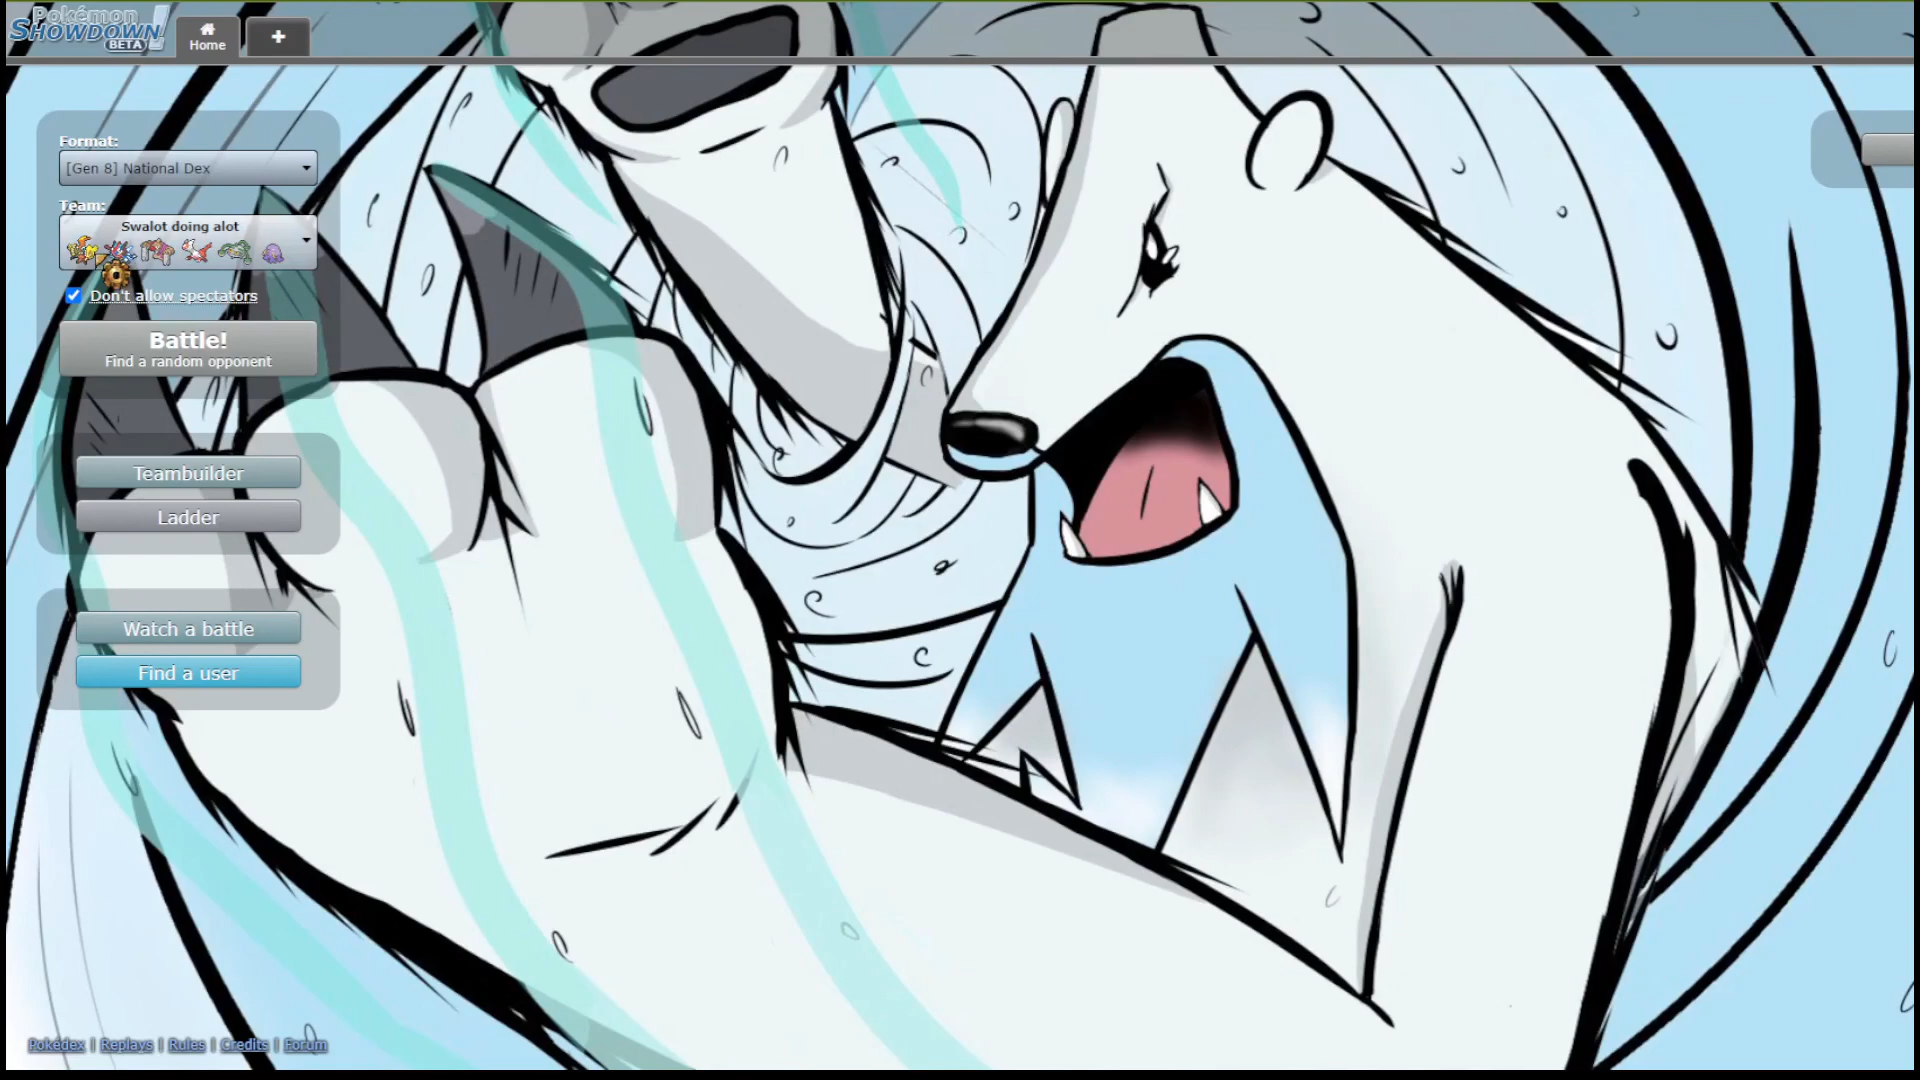 Pokémon
SHOWDOWN!
BETA
Home
+
Format:
[Gen 8] National Dex
Team:
Swalot doing alot
Don't allow spectators
Battle!
Find a random opponent
Teambuilder
Ladder
Watch a battle
Find a user
Pokédex | Replays | Rules | Credits | Forum